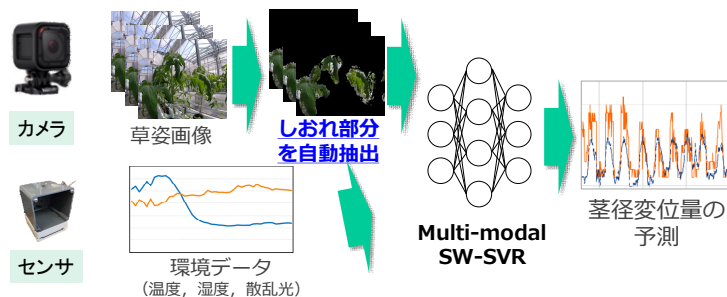 カメラ
草姿画像
しおれ部分
を自動抽出
センサ
環境データ
（温度，湿度，散乱光）
Multi-modal
SW-SVR
茎径変位量の
予測